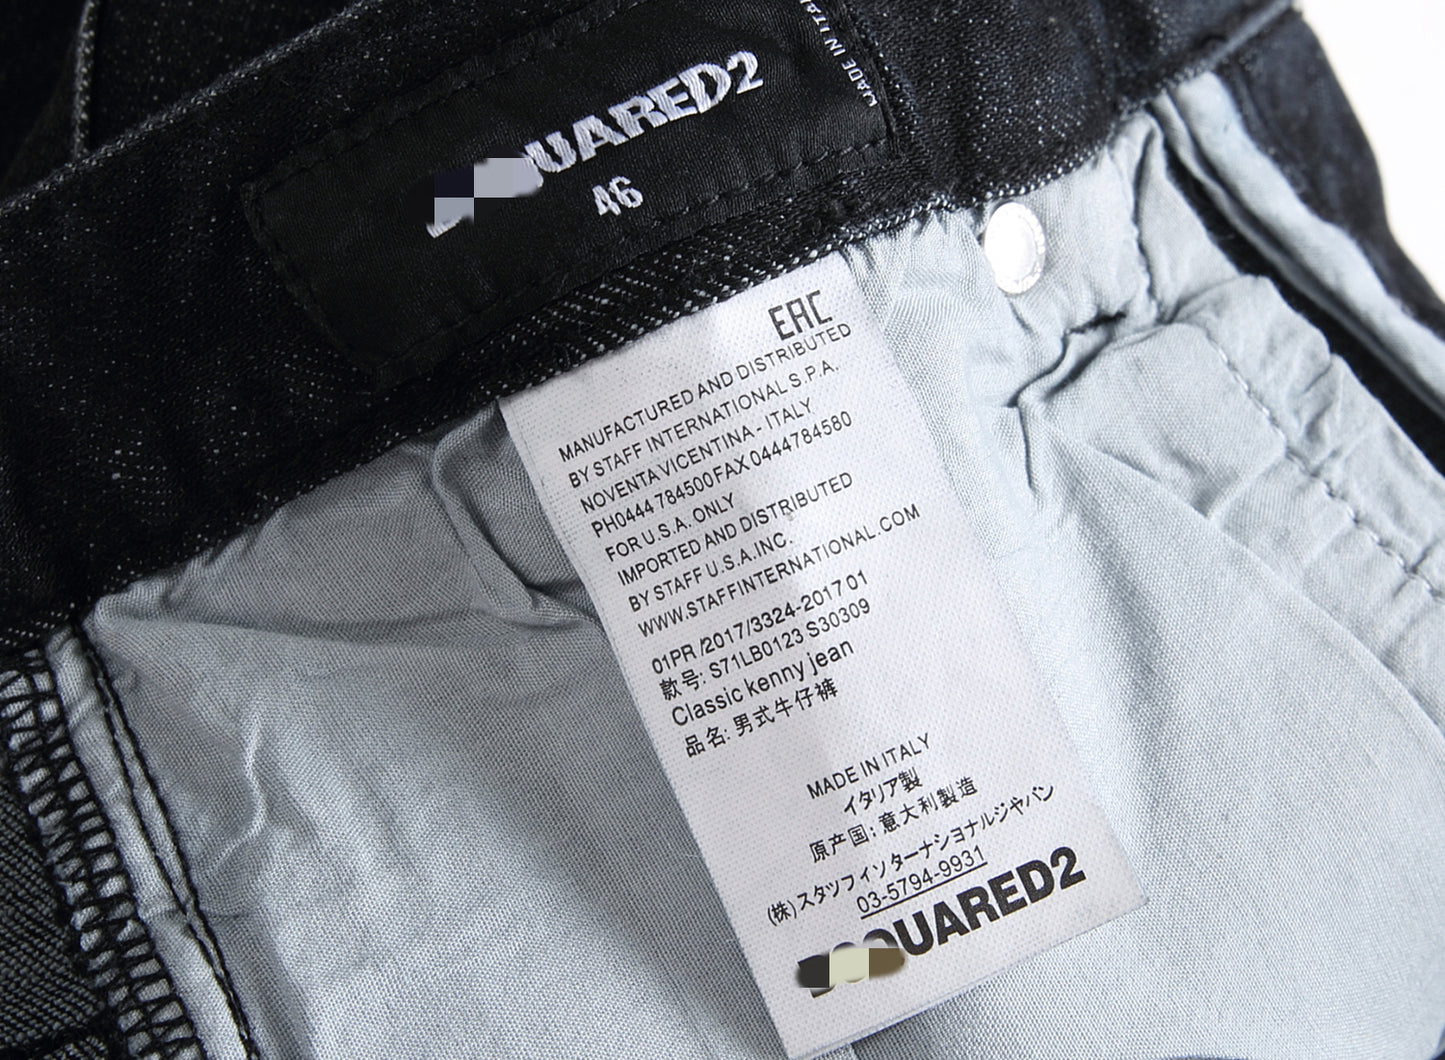 MADE IN ITA
UARED2
46
EAC
MANUFACTURED AND DISTRIBUTED
BY STAFF INTERNATIONAL S.P.A.
NOVENTA VICENTINA - ITALY
PH0444 784500 FAX 0444784580
FOR U.S.A. ONLY
IMPORTED AND DISTRIBUTED
BY STAFF U.S.A.INC.
WWW.STAFFINTERNATIONAL.COM
01PR /2017/3324-2017 01
款号: S71LB0123 S30309
Classic kenny jean
品名: 男式牛仔裤
MADE IN ITALY
イタリア製
原产国: 意大利製造
(株)スタッフインターナショナルジャパン
03-5794-9931
UARED2